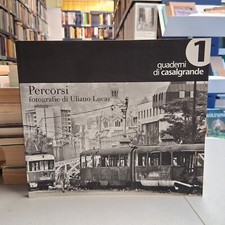 1
quaderni
di casalgrande
Percorsi
fotografie di Uliano Lucas